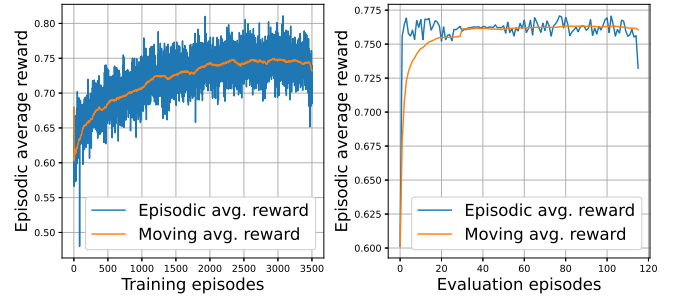 Episodic average reward
0.80
0.75
0.70
0.65
0.60
0.55
0.50
Episodic avg. reward
Moving avg. reward
0 500 1000 1500 2000 2500 3000 3500
Training episodes
Episodic average reward
0.775
0.750
0.725
0.700
0.675
0.650
0.625
0.600
Episodic avg. reward
Moving avg. reward
0 20 40 60 80 100 120
Evaluation episodes